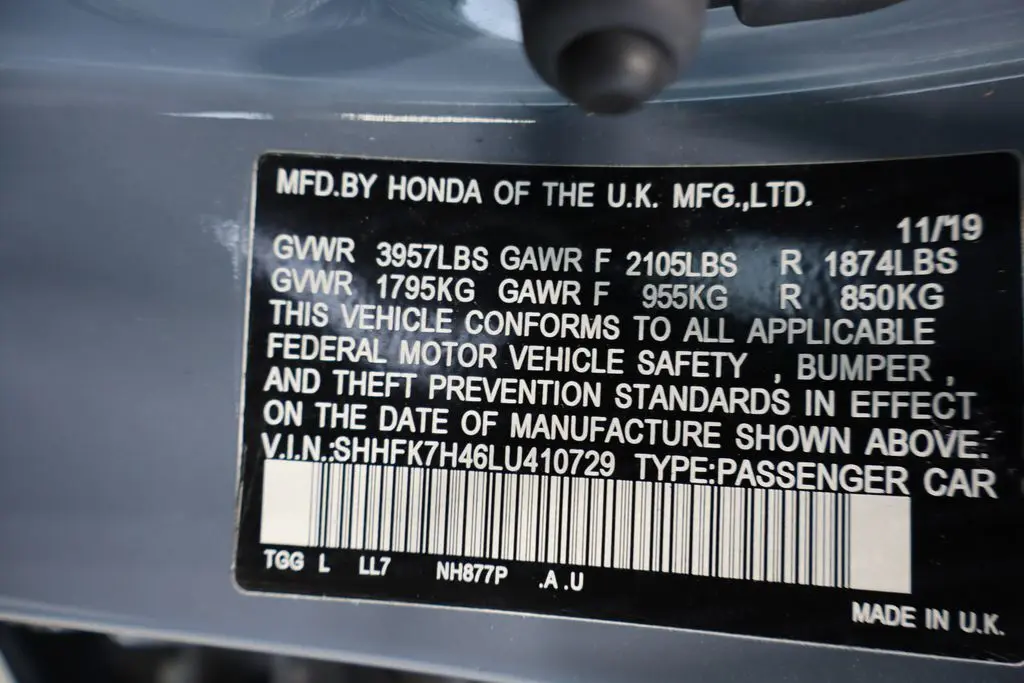 MFD.BY HONDA OF THE U.K. MFG.,LTD.
11/'19
GVWR 3957LBS GAWR F 2105LBS R 1874LBS
GVWR 1795KG GAWR F 955KG R 850KG
THIS VEHICLE CONFORMS TO ALL APPLICABLE
FEDERAL MOTOR VEHICLE SAFETY , BUMPER ,
AND THEFT PREVENTION STANDARDS IN EFFECT
ON THE DATE OF MANUFACTURE SHOWN ABOVE.
V.I.N.:SHHFK7H46LU410729 TYPE:PASSENGER CAR
TGG L LL7 NH877P .A .U
MADE IN U.K.